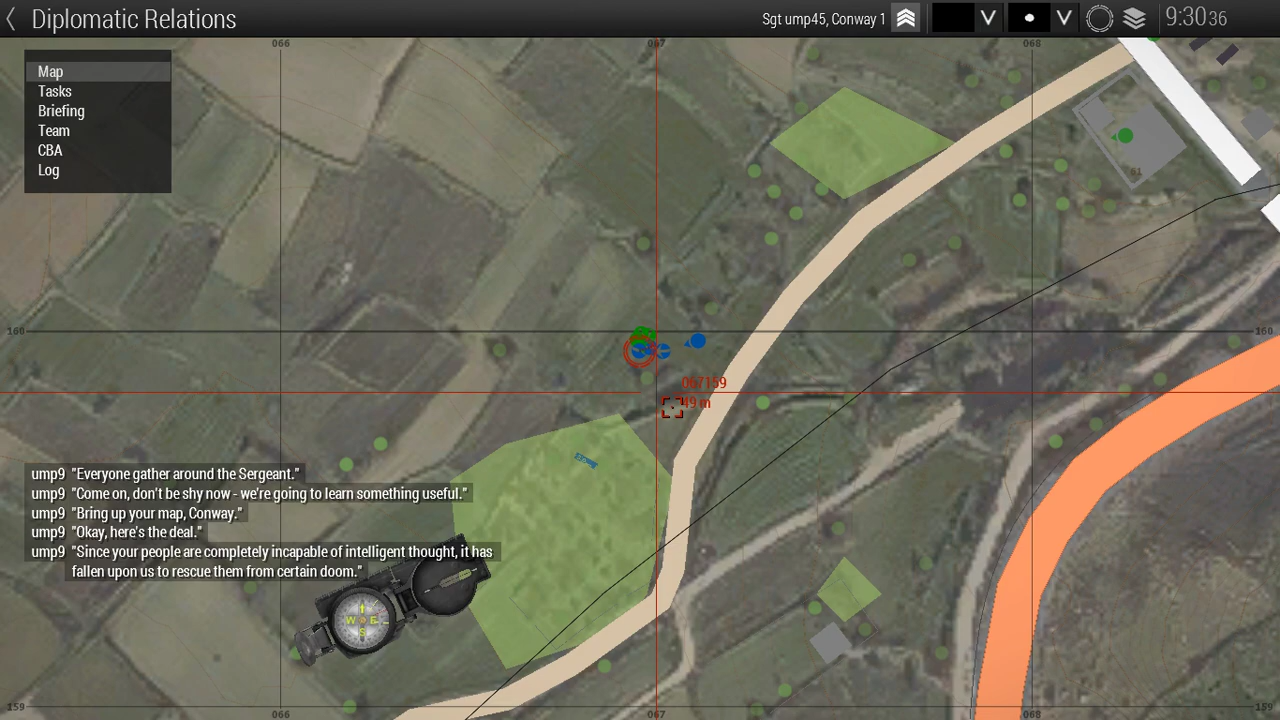 Diplomatic Relations
Sgt ump45, Conway 1
9:30 36
066
067
068
Map
Tasks
Briefing
Team
CBA
Log
160
160
067159
49 m
ump9 "Everyone gather around the Sergeant."
ump9 "Come on, don't be shy now - we're going to learn something useful."
ump9 "Bring up your map, Conway."
ump9 "Okay, here's the deal."
ump9 "Since your people are completely incapable of intelligent thought, it has
fallen upon us to rescue them from certain doom."
W E
S
159
066
067
068
159